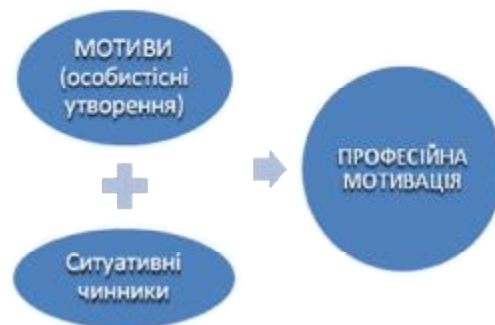 МОТИВИ
(особистісні
утворення)
Ситуативні
чинники
ПРОФЕСІЙНА
МОТИВАЦІЯ